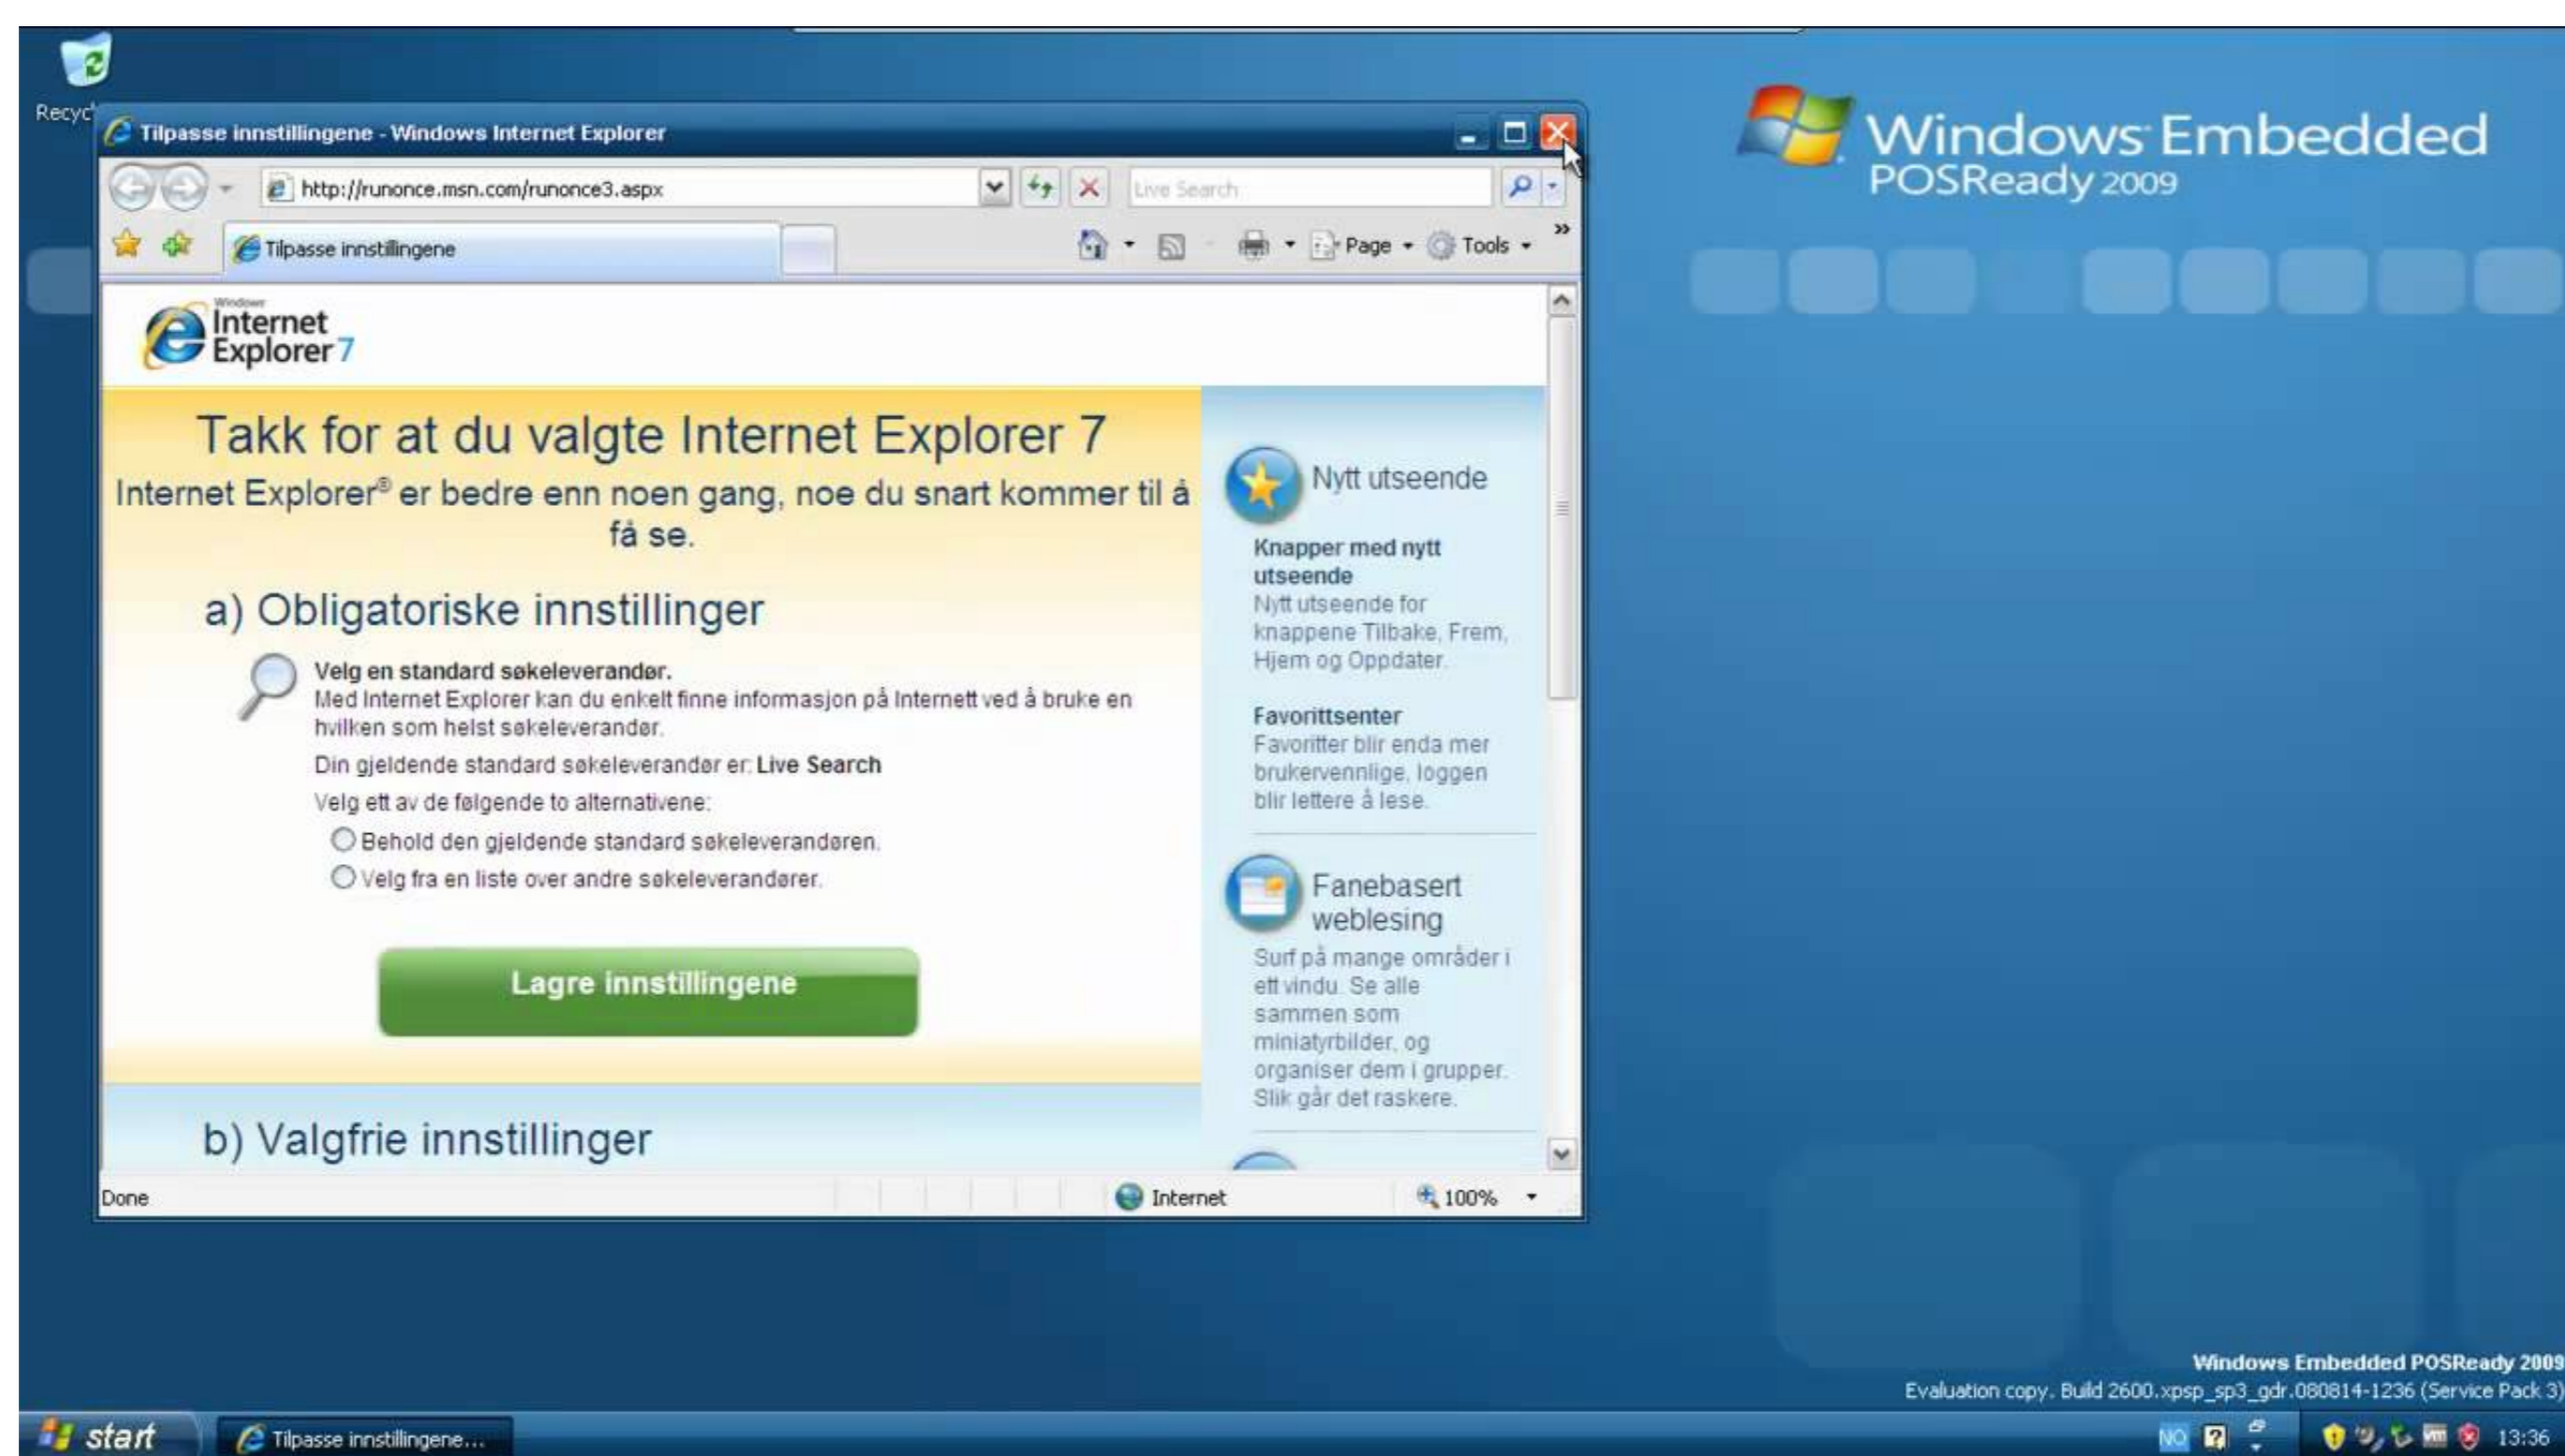 Recyc
Tilpasse innstillingene - Windows Internet Explorer
http://runonce.msn.com/runonce3.aspx
Live Search
Tilpasse innstillingene
Page
Tools
Windows
Internet
Explorer 7
Takk for at du valgte Internet Explorer 7
Internet Explorer® er bedre enn noen gang, noe du snart kommer til å
få se.
a) Obligatoriske innstillinger
Velg en standard søkeleverandør.
Med Internet Explorer kan du enkelt finne informasjon på Internett ved å bruke en
hvilken som helst søkeleverandør.
Din gjeldende standard søkeleverandør er: Live Search
Velg ett av de følgende to alternativene:
Behold den gjeldende standard søkeleverandøren.
Velg fra en liste over andre søkeleverandører.
Lagre innstillingene
b) Valgfrie innstillinger
Nytt utseende
Knapper med nytt
utseende
Nytt utseende for
knappene Tilbake, Frem,
Hjem og Oppdater.
Favorittsenter
Favoritter blir enda mer
brukervennlige, loggen
blir lettere å lese.
Fanebasert
weblesing
Surf på mange områder i
ett vindu. Se alle
sammen som
miniatyrbilder, og
organiser dem i grupper.
Slik går det raskere.
Done
Internet
100%
Windows Embedded
POSReady 2009
Windows Embedded POSReady 2009
Evaluation copy. Build 2600.xpsp_sp3_gdr.080814-1236 (Service Pack 3)
start
Tilpasse innstillingene...
NO
vm
13:36